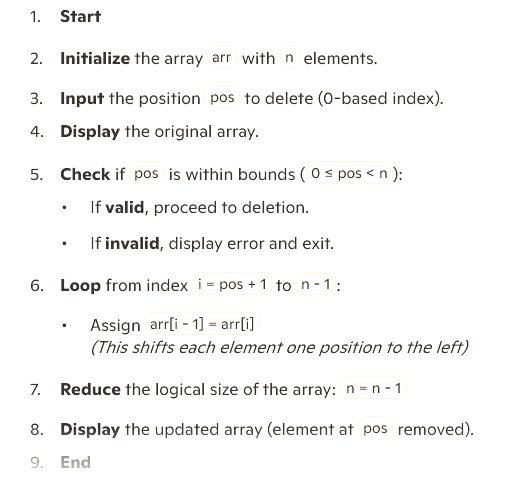 1. Start
2. Initialize the array arr with n elements.
3. Input the position pos to delete (0-based index).
4. Display the original array.
5. Check if pos is within bounds ( 0 ≤ pos < n ):
• If valid, proceed to deletion.
• If invalid, display error and exit.
6. Loop from index i = pos + 1 to n - 1 :
• Assign arr[i - 1] = arr[i]
(This shifts each element one position to the left)
7. Reduce the logical size of the array: n = n - 1
8. Display the updated array (element at pos removed).
9. End